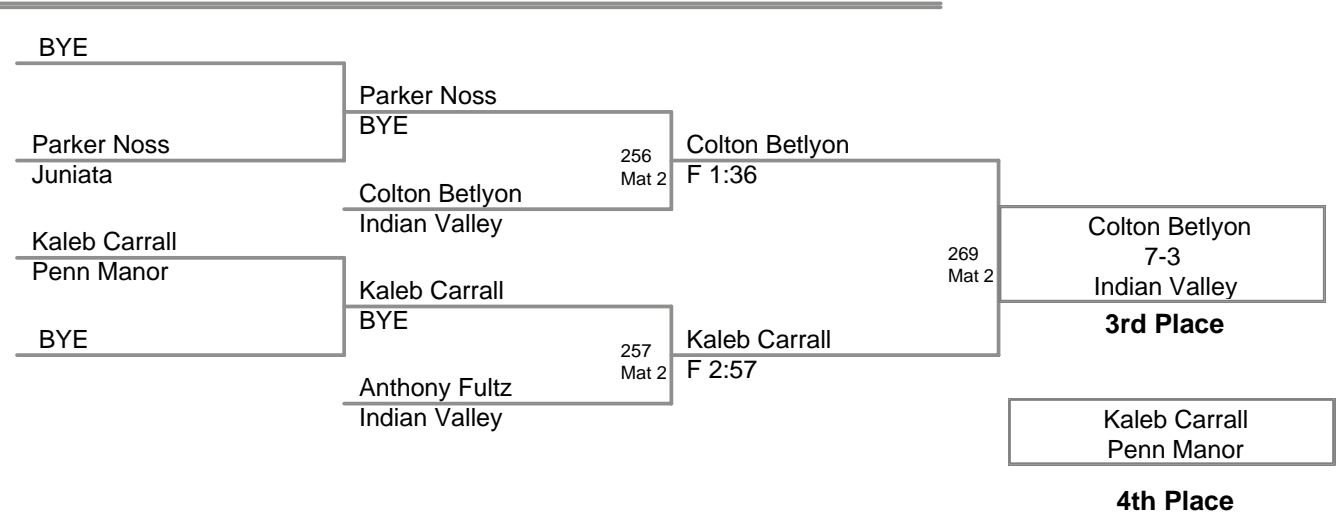 BYE
Parker Noss
Juniata
Kaleb Carrall
Penn Manor
BYE
Parker Noss
BYE
Colton Betlyon
Indian Valley
Kaleb Carrall
BYE
Anthony Fultz
Indian Valley
256
Mat 2
257
Mat 2
Colton Betlyon
F 1:36
Kaleb Carrall
F 2:57
269
Mat 2
Colton Betlyon
7-3
Indian Valley
3rd Place
Kaleb Carrall
Penn Manor
4th Place